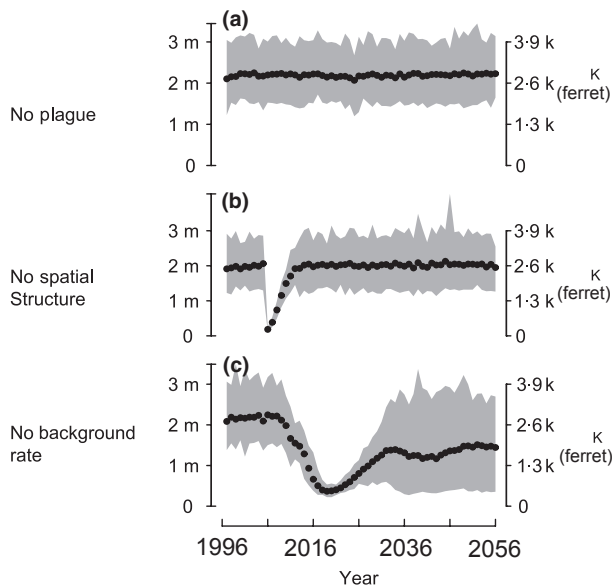 (a)
3 m
2 m
1 m
0
No plague
3·9 k
2·6 k
1·3 k
0
K
(ferret)
(b)
3 m
2 m
1 m
0
No spatial
Structure
3·9 k
2·6 k
1·3 k
0
K
(ferret)
(c)
3 m
2 m
1 m
0
No background
rate
3·9 k
2·6 k
1·3 k
0
K
(ferret)
1996 2016 2036 2056
Year